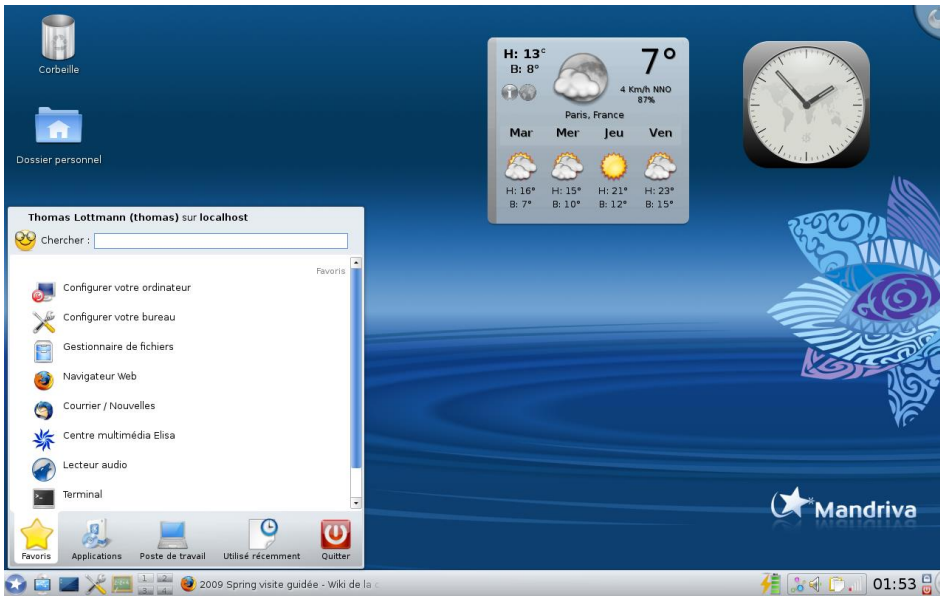 Corbeille
Dossier personnel
H: 13°
B: 8°
7°
4 Km/h NNO
87%
Paris, France
Mar Mer Jeu Ven
H: 16° H: 15° H: 21° H: 23°
B: 7° B: 10° B: 12° B: 15°
Thomas Lottmann (thomas) sur localhost
Chercher :
Favoris
Configurer votre ordinateur
Configurer votre bureau
Gestionnaire de fichiers
Navigateur Web
Courrier / Nouvelles
Centre multimédia Elisa
Lecteur audio
Terminal
Favoris Applications Poste de travail Utilisé récemment Quitter
Mandriva
1 2
3 4
2009 Spring visite guidée - Wiki de la c
01:53